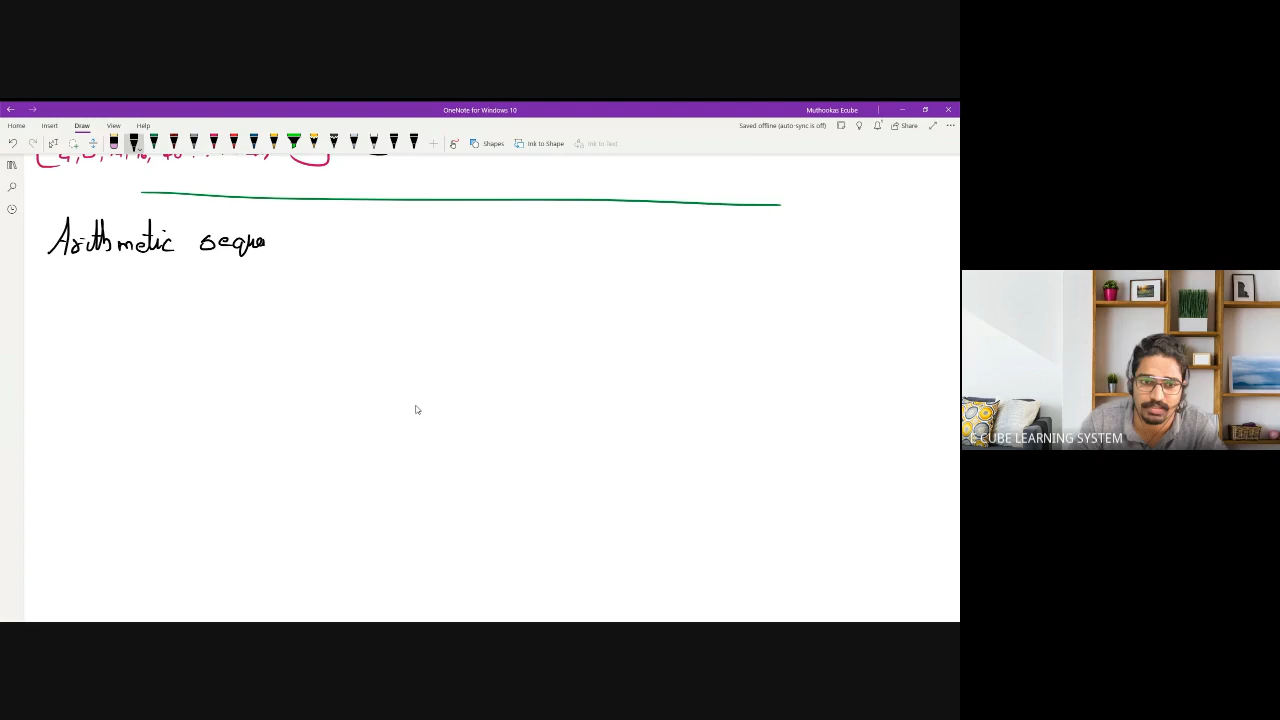 OneNote for Windows 10
Muthookas Ecube
Home Insert Draw View Help
Saved offline (auto-sync is off)
Share
Shapes
Ink to Shape
Ink to Text
Arithmetic seque
E CUBE LEARNING SYSTEM